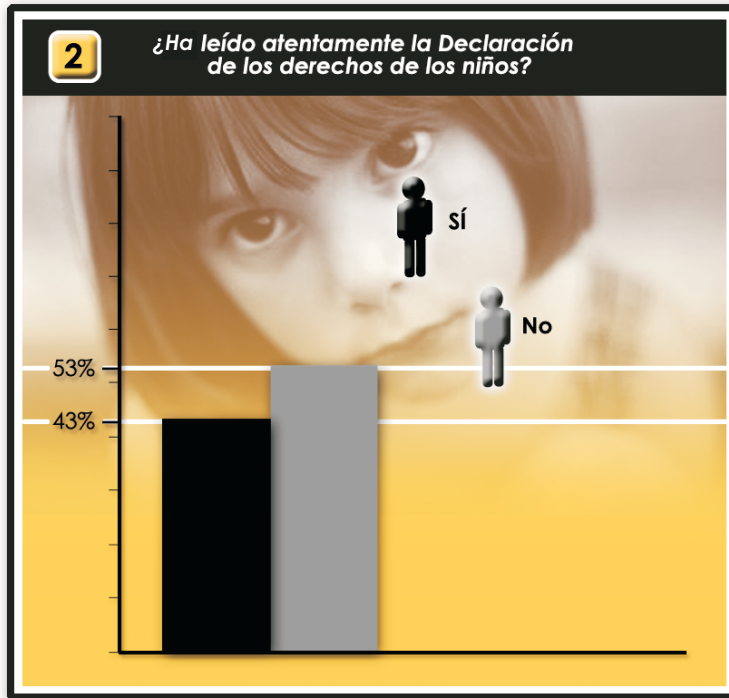 2
¿Ha leído atentamente la Declaración
de los derechos de los niños?
SÍ
No
53%
43%